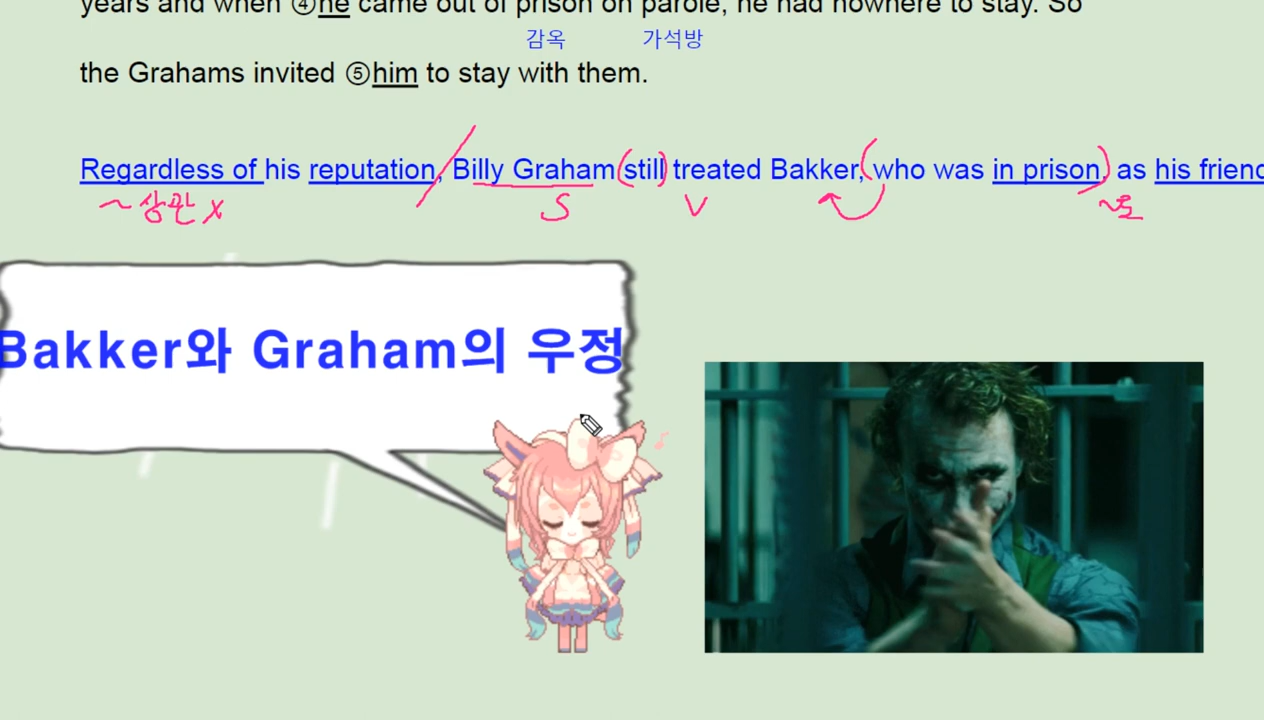 years and when ④he came out of prison on parole, he had nowhere to stay. So
감옥 가석방
the Grahams invited ⑤him to stay with them.
Regardless of his reputation, Billy Graham still treated Bakker, who was in prison, as his friend
~상관 X S V ~로
Bakker와 Graham의 우정